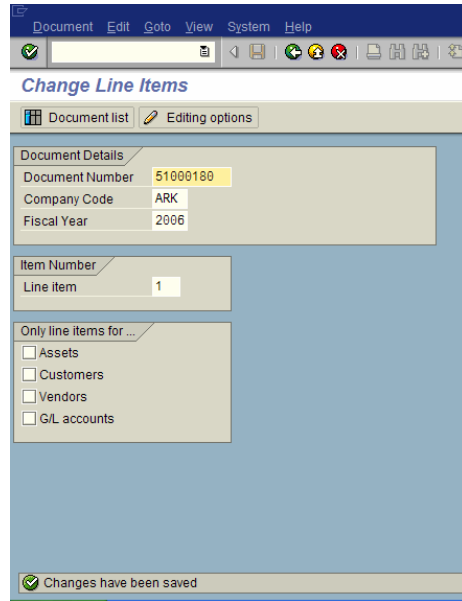 Document Edit Goto View System Help
Change Line Items
Document list Editing options
Document Details
Document Number 51000180
Company Code ARK
Fiscal Year 2006
Item Number
Line item 1
Only line items for ...
Assets
Customers
Vendors
G/L accounts
Changes have been saved